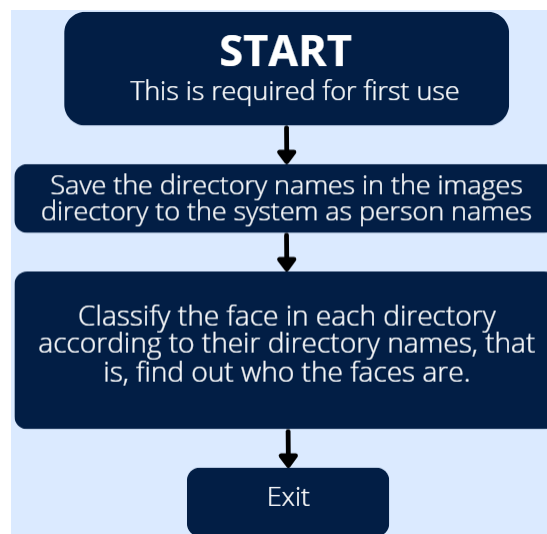 START
This is required for first use
Save the directory names in the images
directory to the system as person names
Classify the face in each directory
according to their directory names, that
is, find out who the faces are.
Exit